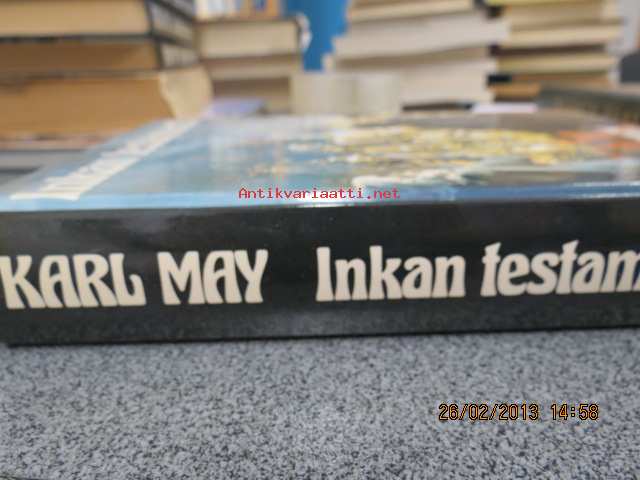 Antikvariaatti.net
KARL MAY Inkan testam
26/02/2013 14:58